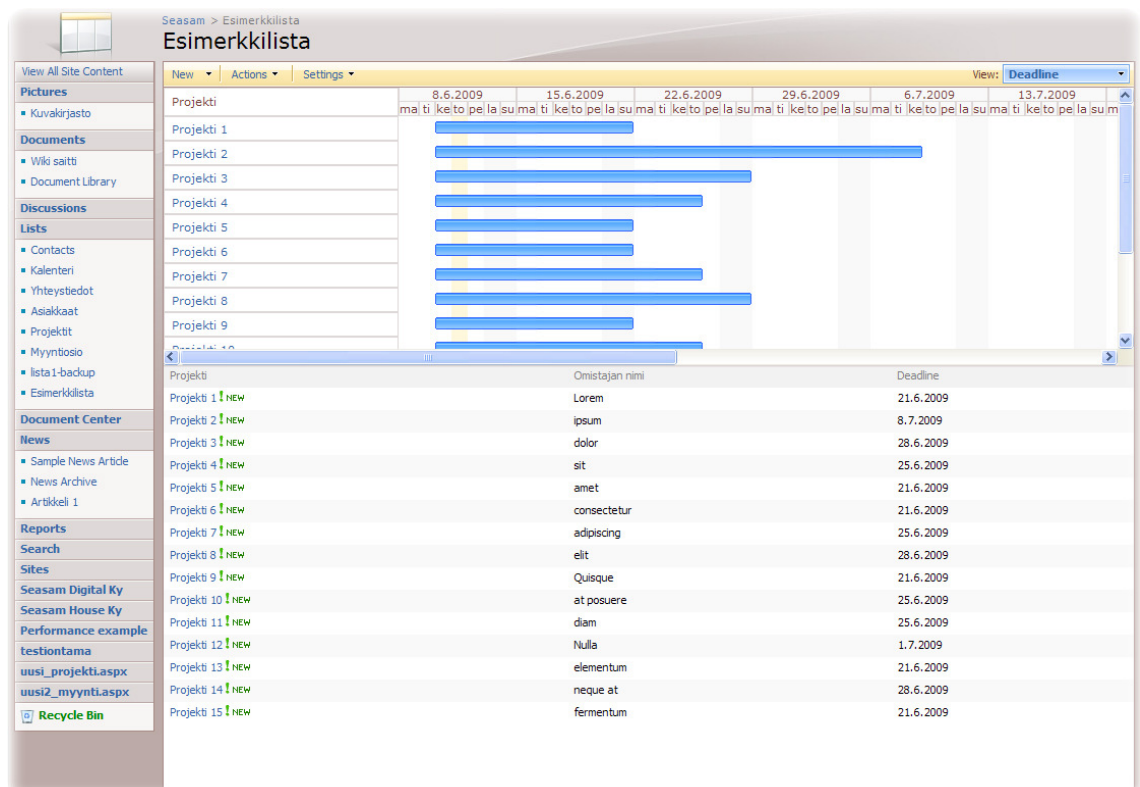 Seasam > Esimerkkilista
Esimerkkilista
View All Site Content
Pictures
Kuvakirjasto
Documents
Wiki saitti
Document Library
Discussions
Lists
Contacts
Kalenteri
Yhteystiedot
Asiakkaat
Projektit
Myyntiosio
lista1-backup
Esimerkkilista
Document Center
News
Sample News Article
News Archive
Artikkeli 1
Reports
Search
Sites
Seasam Digital Ky
Seasam House Ky
Performance example
testiontama
uusi_projekti.aspx
uusi2_myynti.aspx
Recycle Bin
New Actions Settings View: Deadline
Projekti 8.6.2009 15.6.2009 22.6.2009 29.6.2009 6.7.2009 13.7.2009
ma ti ke to pe la su ma ti ke to pe la su ma ti ke to pe la su ma ti ke to pe la su ma ti ke to pe la su ma ti ke to pe la su m
Projekti 1
Projekti 2
Projekti 3
Projekti 4
Projekti 5
Projekti 6
Projekti 7
Projekti 8
Projekti 9
Projekti 10
Projekti Omistajan nimi Deadline
Projekti 1 ! NEW Lorem 21.6.2009
Projekti 2 ! NEW ipsum 8.7.2009
Projekti 3 ! NEW dolor 28.6.2009
Projekti 4 ! NEW sit 25.6.2009
Projekti 5 ! NEW amet 21.6.2009
Projekti 6 ! NEW consectetur 21.6.2009
Projekti 7 ! NEW adipiscing 25.6.2009
Projekti 8 ! NEW elit 28.6.2009
Projekti 9 ! NEW Quisque 21.6.2009
Projekti 10 ! NEW at posuere 25.6.2009
Projekti 11 ! NEW diam 25.6.2009
Projekti 12 ! NEW Nulla 1.7.2009
Projekti 13 ! NEW elementum 21.6.2009
Projekti 14 ! NEW neque at 28.6.2009
Projekti 15 ! NEW fermentum 21.6.2009